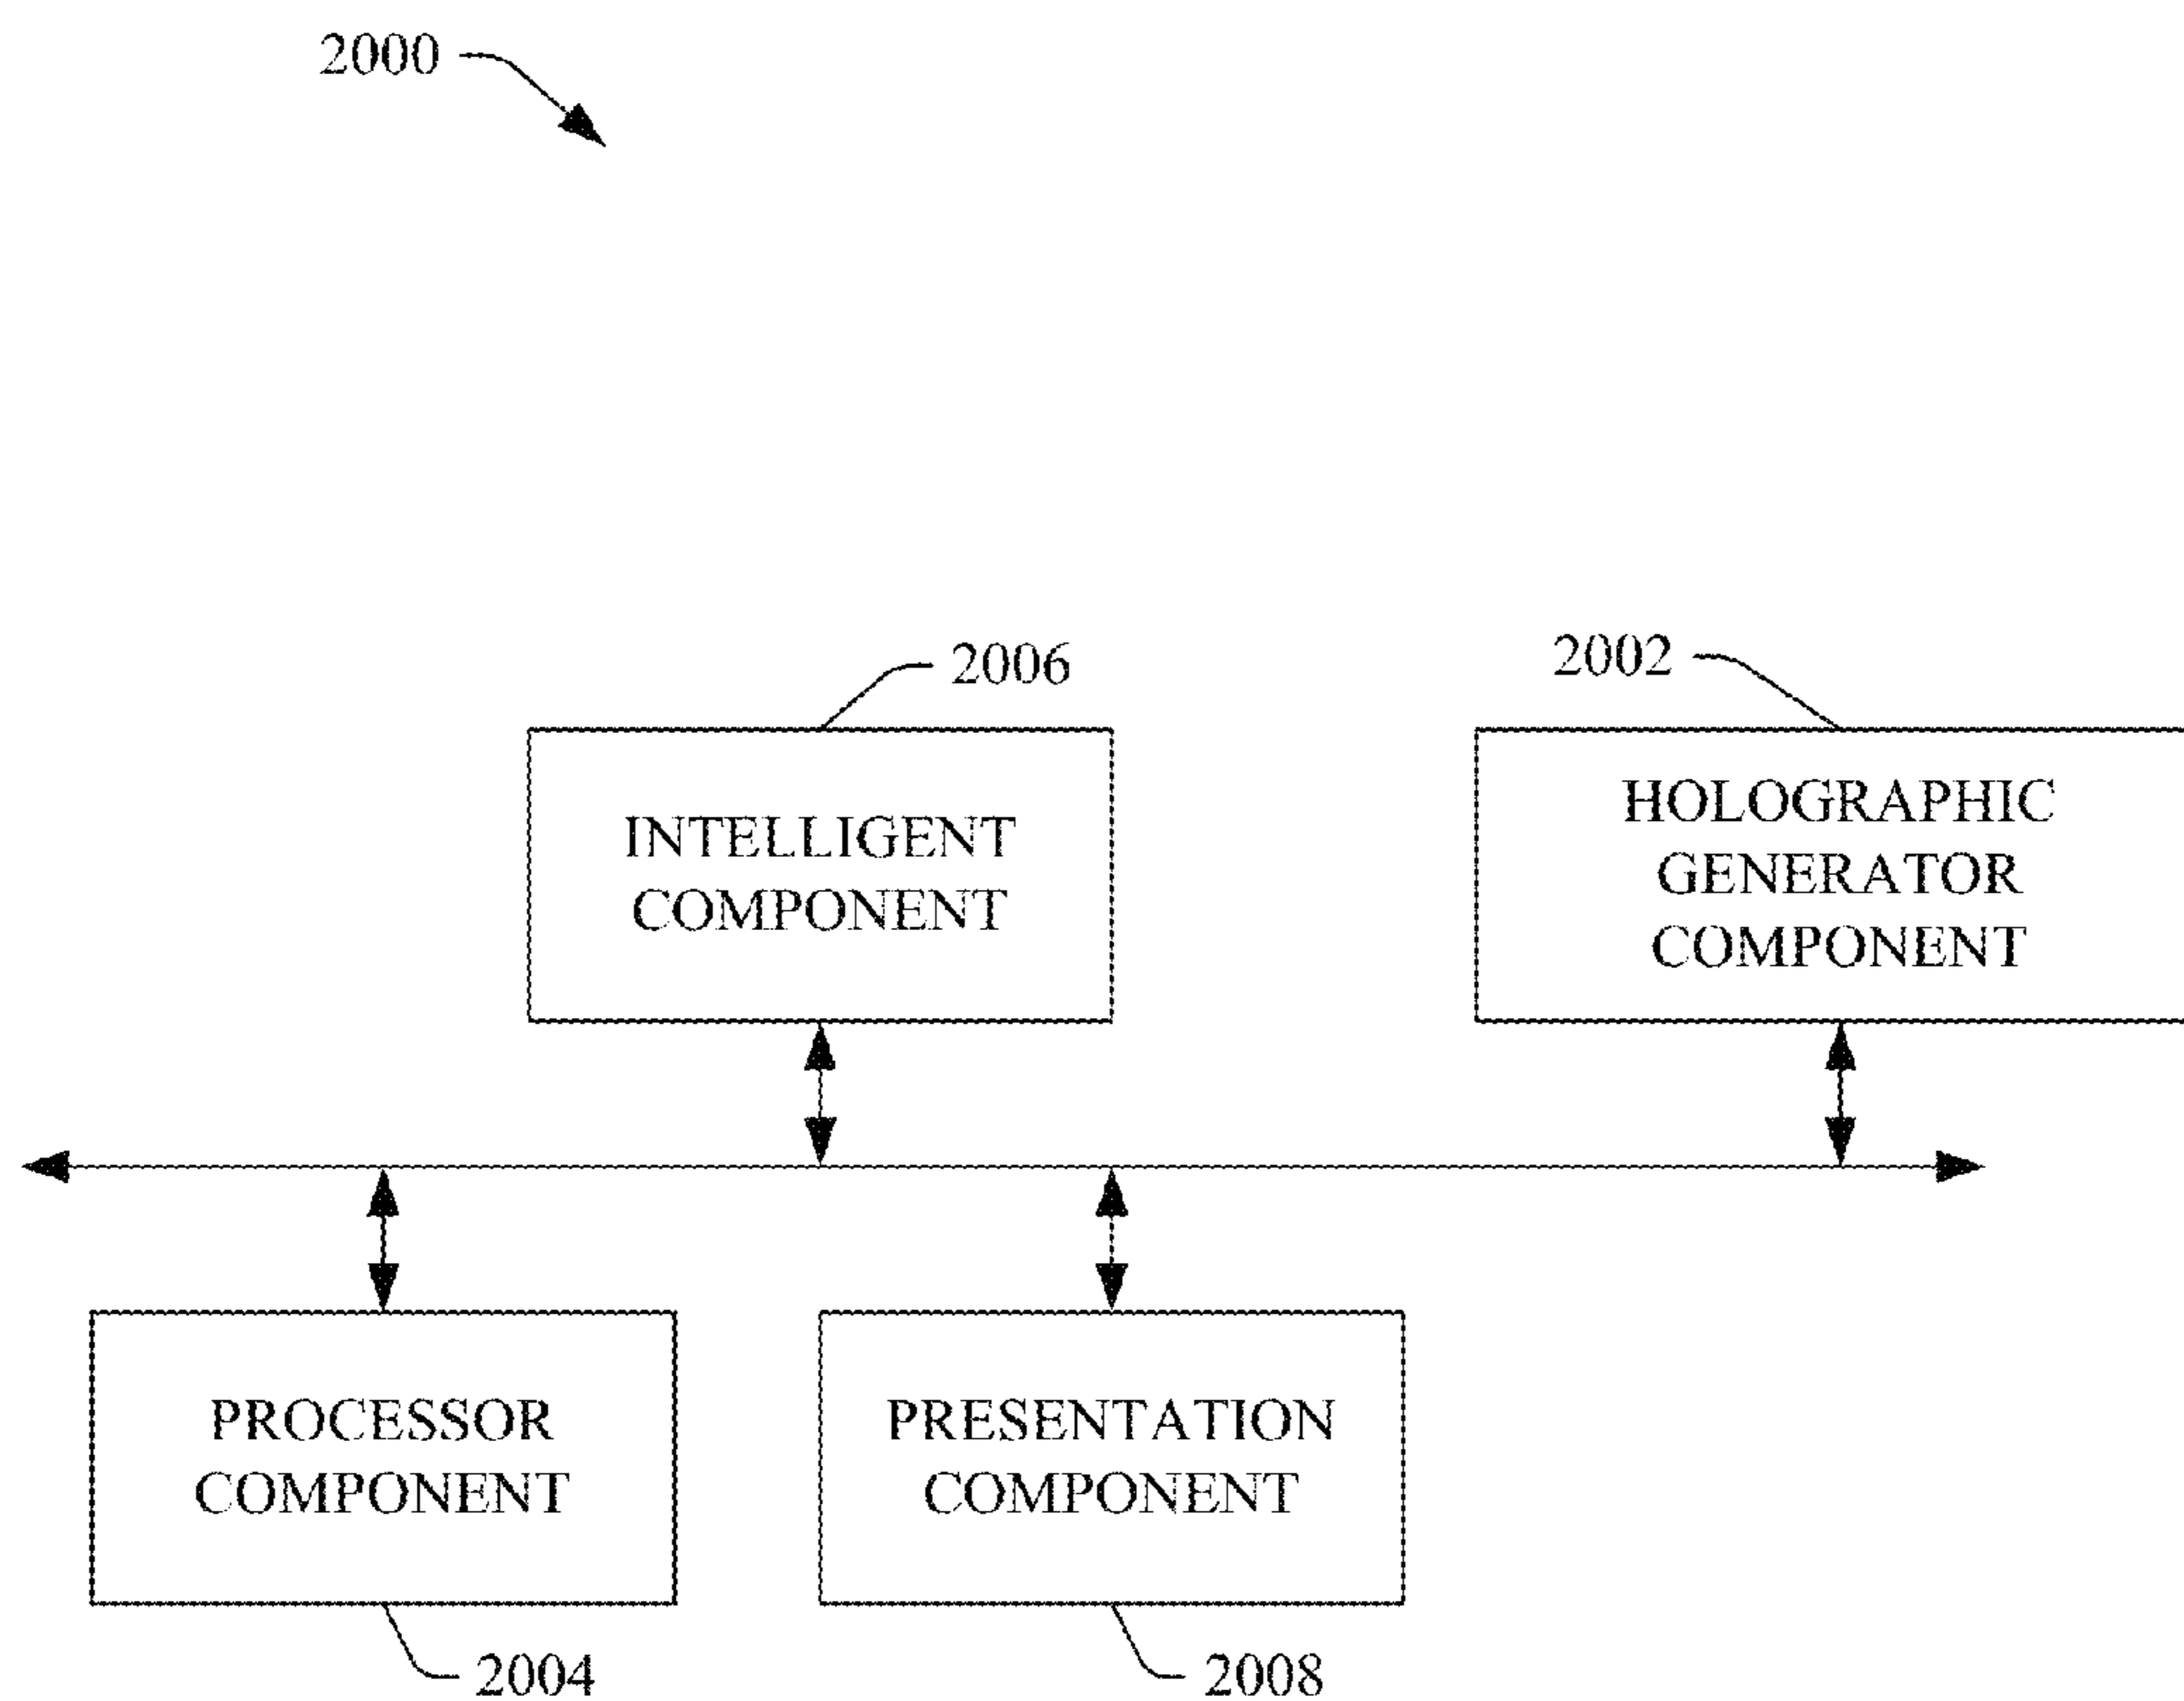 2000
2006
2002
INTELLIGENT
COMPONENT
HOLOGRAPHIC
GENERATOR
COMPONENT
PROCESSOR
COMPONENT
PRESENTATION
COMPONENT
2004
2008